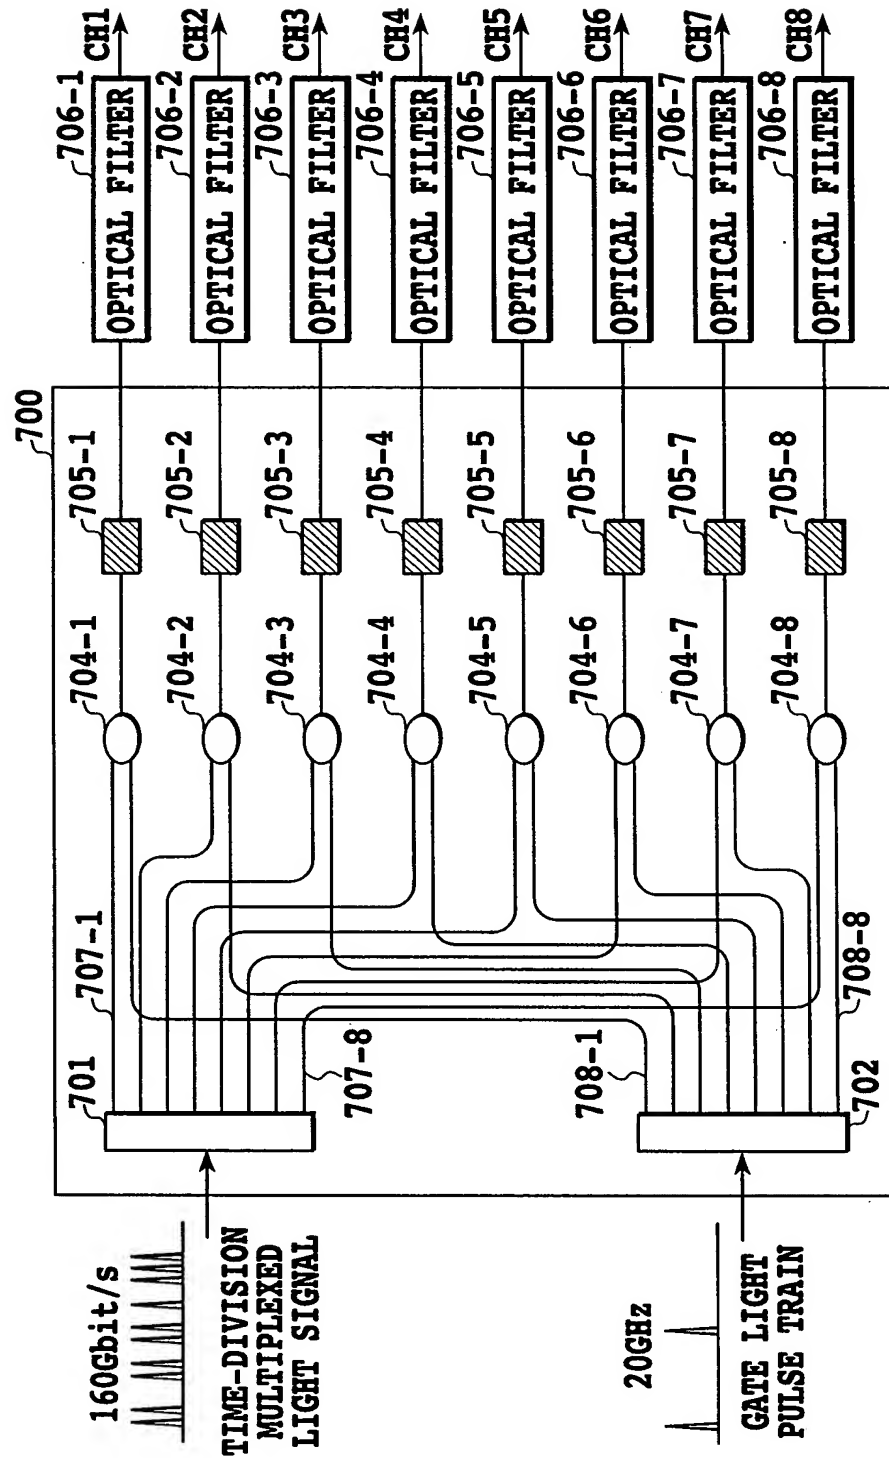 160Gbit/s
TIME-DIVISION
MULTIPLEXED
LIGHT SIGNAL
20GHz
GATE LIGHT
PULSE TRAIN
700
701
702
707-1
707-8
708-1
708-8
704-1
704-2
704-3
704-4
704-5
704-6
704-7
704-8
705-1
705-2
705-3
705-4
705-5
705-6
705-7
705-8
706-1
706-2
706-3
706-4
706-5
706-6
706-7
706-8
OPTICAL FILTER
OPTICAL FILTER
OPTICAL FILTER
OPTICAL FILTER
OPTICAL FILTER
OPTICAL FILTER
OPTICAL FILTER
OPTICAL FILTER
CH1
CH2
CH3
CH4
CH5
CH6
CH7
CH8